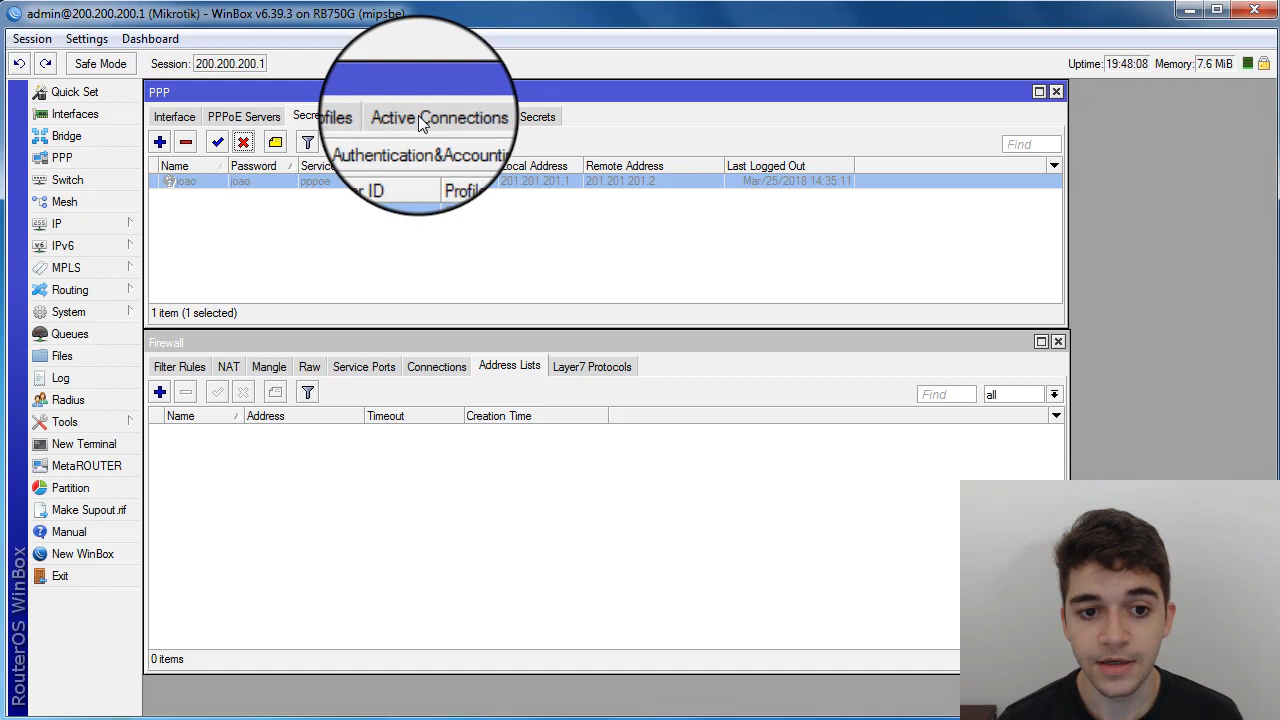 admin@200.200.200.1 (Mikrotik) - WinBox v6.39.3 on RB750G (mipsbe)
Session Settings Dashboard
Safe Mode Session: 200.200.200.1 Uptime: 19:48:08 Memory: 7.6 MiB
Quick Set
Interfaces
Bridge
PPP
Switch
Mesh
IP
IPv6
MPLS
Routing
System
Queues
Files
Log
Radius
Tools
New Terminal
MetaROUTER
Partition
Make Supout.rif
Manual
New WinBox
Exit
RouterOS WinBox
PPP
Interface PPPoE Servers Secre ofiles Active Connections Secrets
Authentication&Accounti Find
Name Password Service er ID Profile Local Address Remote Address Last Logged Out
joao joao pppoe 201.201.201.1 201.201.201.2 Mar/25/2018 14:35:11
1 item (1 selected)
Firewall
Filter Rules NAT Mangle Raw Service Ports Connections Address Lists Layer7 Protocols
Find all
Name Address Timeout Creation Time
0 items